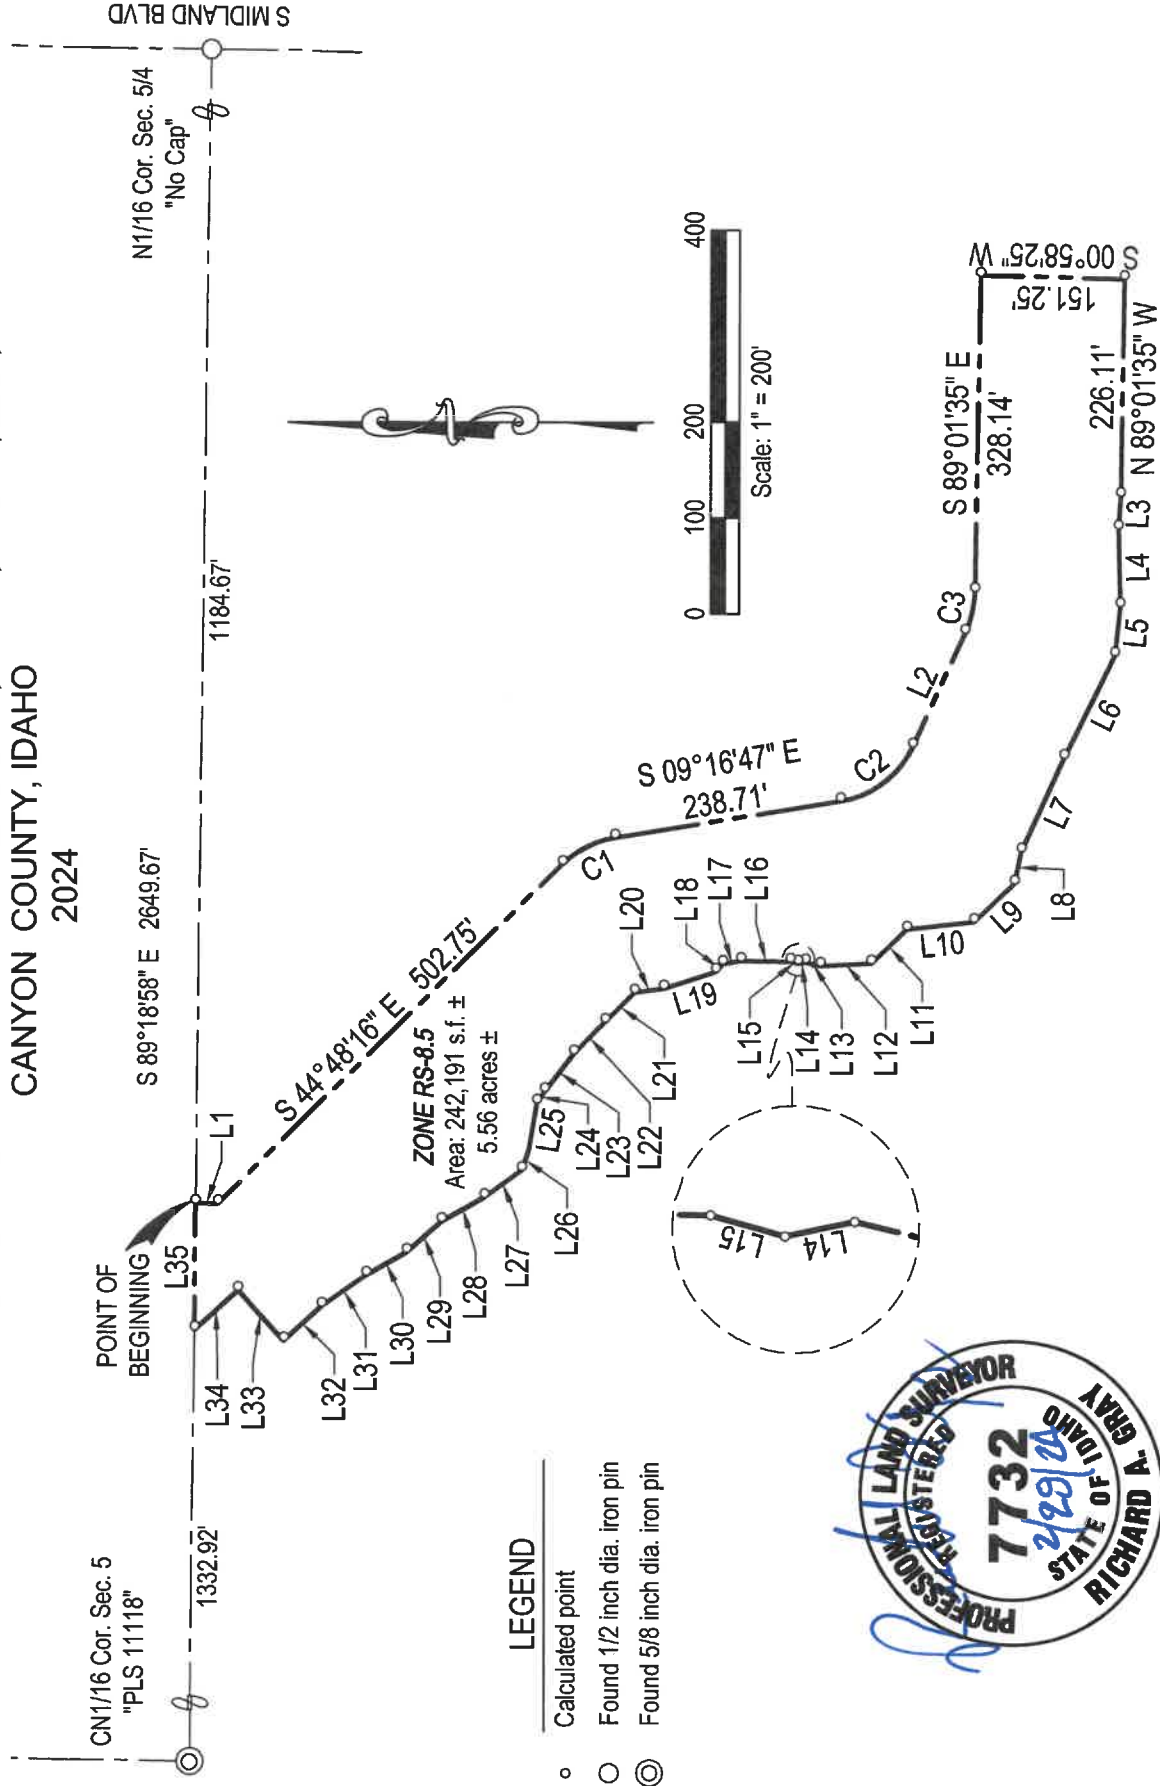 CANYON COUNTY, IDAHO
2024
CN1/16 Cor. Sec. 5
"PLS 11118"
1332.92'
S 89°18'58" E 2649.67'
1184.67'
N1/16 Cor. Sec. 5/4
"No Cap"
S MIDLAND BLVD
POINT OF
BEGINNING
L35
L1
L34
L33
L32
L31
L30
L29
L28
L27
L26
L25
L24
L23
L22
L21
L20
L19
L18
L17
L16
L15
L14
L13
L12
L11
L10
L9
L8
L7
L6
L5
L4
L3
N 89°01'35" W
226.11'
S 00°58'25" W
151.25'
S 89°01'35" E
328.14'
C3
L2
C2
S 09°16'47" E
238.71'
C1
S 44°48'16" E 502.75'
ZONE RS-8.5
Area: 242,191 s.f. ±
5.56 acres ±
L15
L14
0 100 200 400
Scale: 1" = 200'
LEGEND
Calculated point
Found 1/2 inch dia. iron pin
Found 5/8 inch dia. iron pin
PROFESSIONAL LAND SURVEYOR
REGISTERED
7732
2/29/24
STATE OF IDAHO
RICHARD A. GRAY